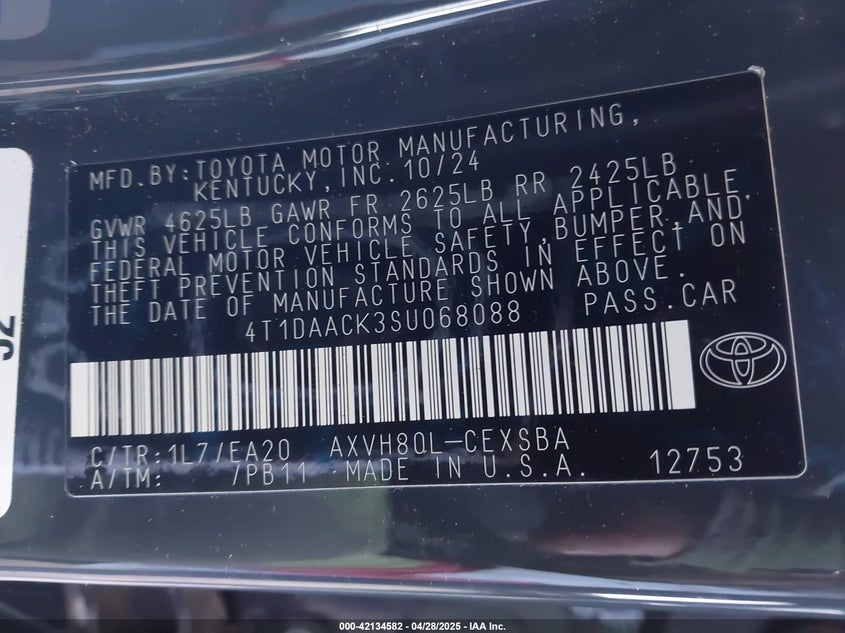 MFD.BY:TOYOTA MOTOR MANUFACTURING,
KENTUCKY,INC.10/24
GVWR 4625LB GAWR FR 2625LB RR 2425LB
THIS VEHICLE CONFORMS TO ALL APPLICABLE
FEDERAL MOTOR VEHICLE SAFETY,BUMPER,AND
THEFT PREVENTION STANDARDS IN EFFECT ON
THE DATE OF MANUFACTURE SHOWN ABOVE.
4T1DAACK3SU068088 PASS.CAR
C/TR:1L7/EA20 AXVH80L-CEXSBA
A/TM: /PB11 MADE IN U.S.A. 12753
000-42134582 - 04/28/2025 - IAA Inc.